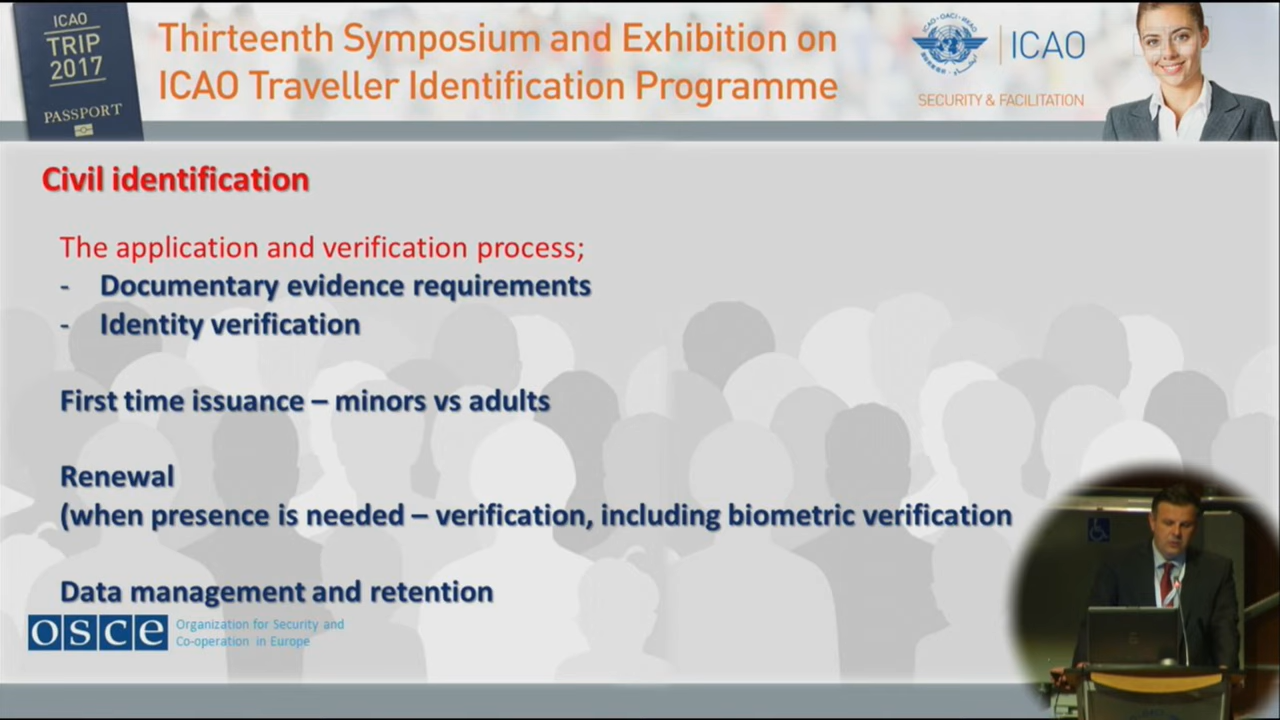 ICAO
TRIP
2017
PASSPORT
Thirteenth Symposium and Exhibition on
ICAO Traveller Identification Programme
ICAO
SECURITY & FACILITATION
Civil identification
The application and verification process;
- Documentary evidence requirements
- Identity verification
First time issuance – minors vs adults
Renewal
(when presence is needed – verification, including biometric verification
Data management and retention
osce
Organization for Security and
Co-operation in Europe